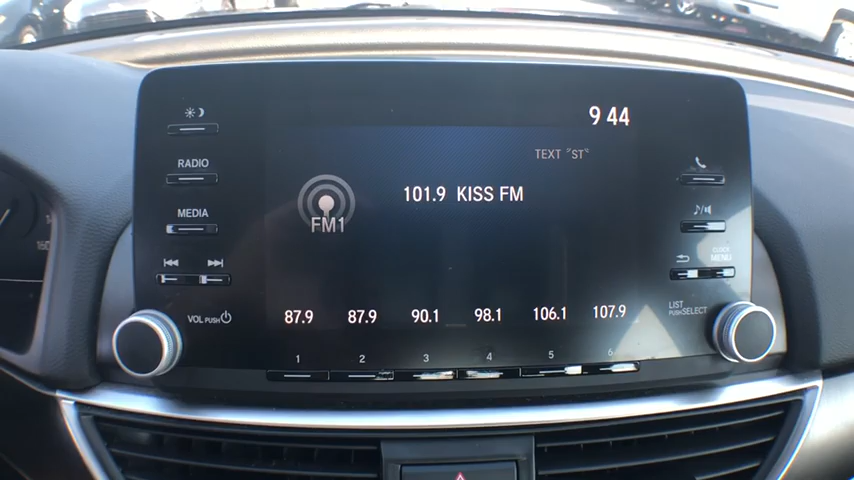 9 44
RADIO
TEXT "ST"
101.9 KISS FM
MEDIA
FM1
CLOCK
MENU
VOL PUSH
LIST
PUSH SELECT
87.9 87.9 90.1 98.1 106.1 107.9
1 2 3 4 5 6